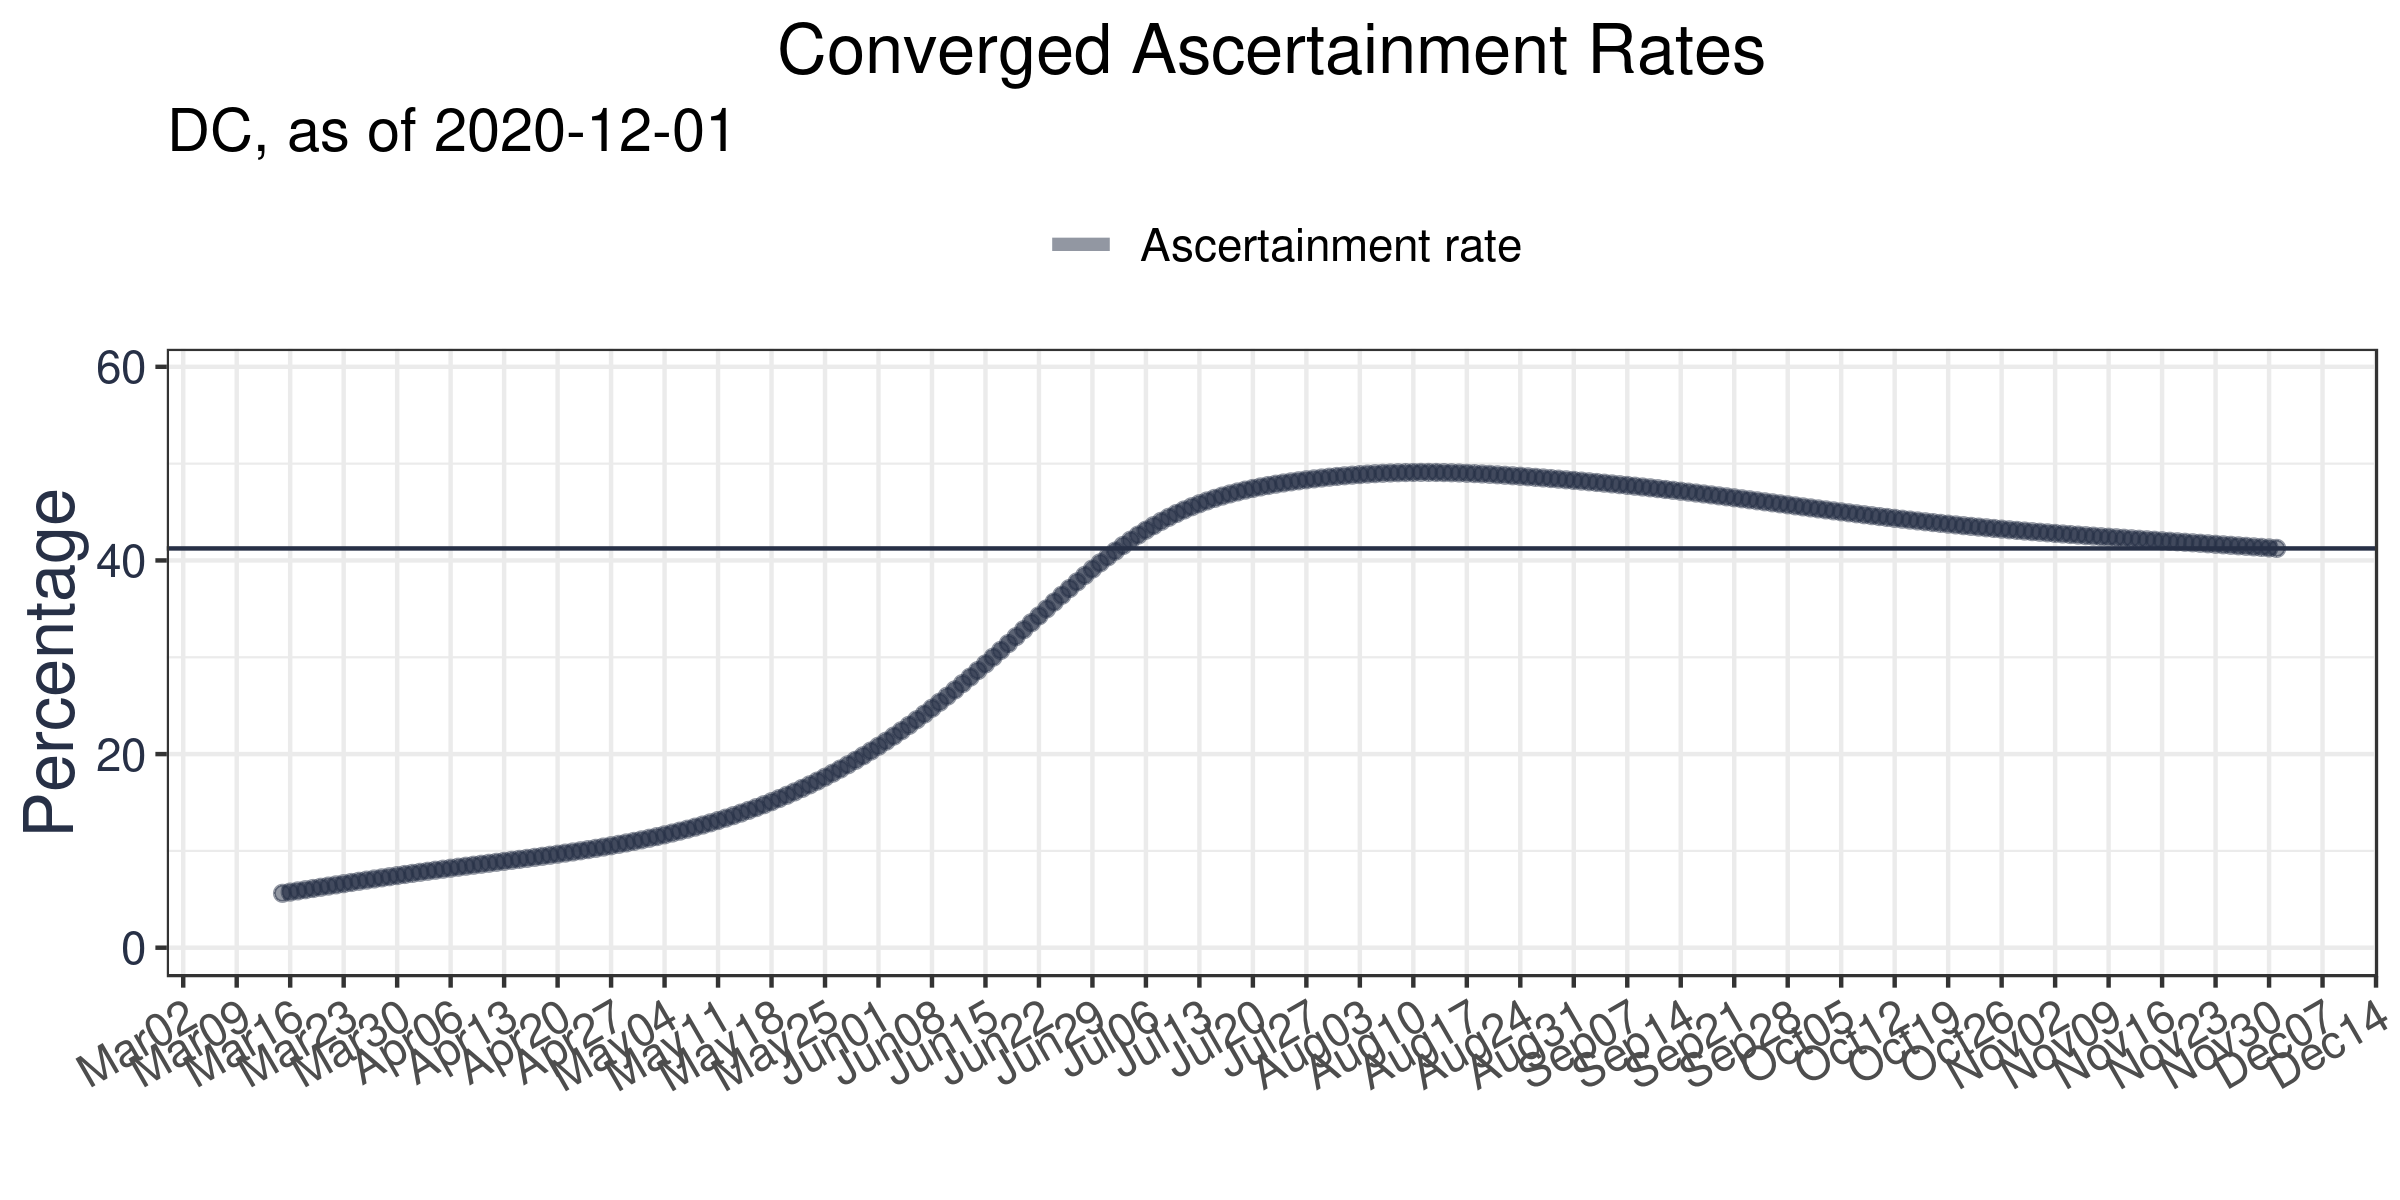 Converged Ascertainment Rates
DC, as of 2020-12-01
Ascertainment rate
Percentage
60
40
20
0
Mar02
Mar09
Mar16
Mar23
Mar30
Apr06
Apr13
Apr20
Apr27
May04
May11
May18
May25
Jun01
Jun08
Jun15
Jun22
Jun29
Jul06
Jul13
Jul20
Jul27
Aug03
Aug10
Aug17
Aug24
Aug31
Sep07
Sep14
Sep21
Sep28
Oct05
Oct12
Oct19
Oct26
Nov02
Nov09
Nov16
Nov23
Nov30
Dec07
Dec14